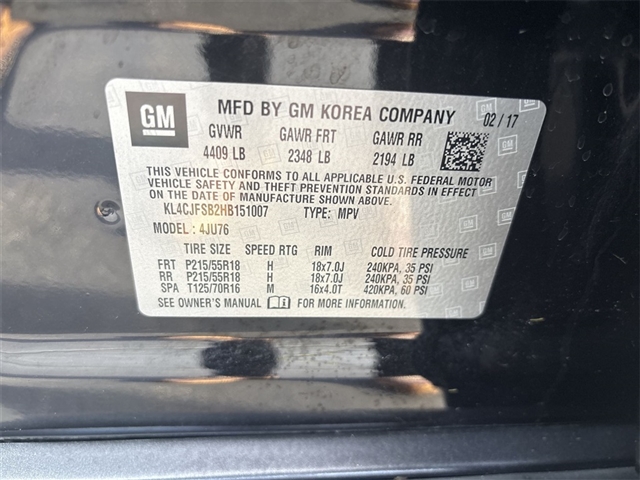 GM
MFD BY GM KOREA COMPANY 02 / 17
GVWR GAWR FRT GAWR RR
4409 LB 2348 LB 2194 LB
THIS VEHICLE CONFORMS TO ALL APPLICABLE U.S. FEDERAL MOTOR
VEHICLE SAFETY AND THEFT PREVENTION STANDARDS IN EFFECT
ON THE DATE OF MANUFACTURE SHOWN ABOVE.
KL4CJFSB2HB151007 TYPE: MPV
MODEL : 4JU76
TIRE SIZE SPEED RTG RIM COLD TIRE PRESSURE
FRT P215/55R18 H 18x7.0J 240KPA, 35 PSI
RR P215/55R18 H 18x7.0J 240KPA, 35 PSI
SPA T125/70R16 M 16x4.0T 420KPA, 60 PSI
SEE OWNER'S MANUAL FOR MORE INFORMATION.